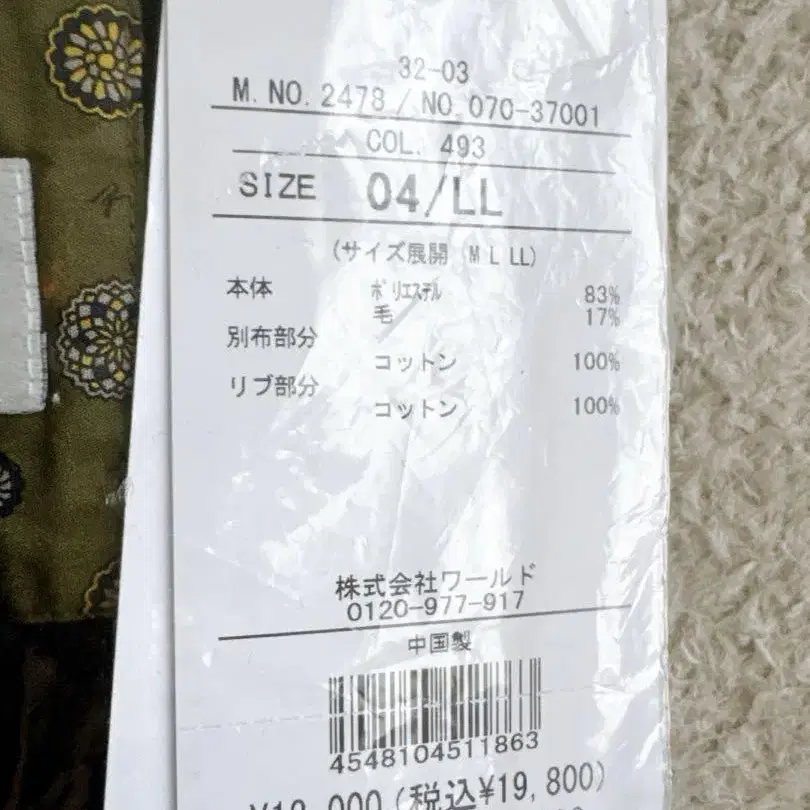 32-03
M. NO. 2478 / NO. 070-37001
COL. 493
SIZE 04/LL
(サイズ展開 M L LL)
本体 ポリエステル 83%
毛 17%
別布部分
コットン 100%
リブ部分
コットン 100%
株式会社ワールド
0120-977-917
中国製
4548104511863
(税込¥19,800)